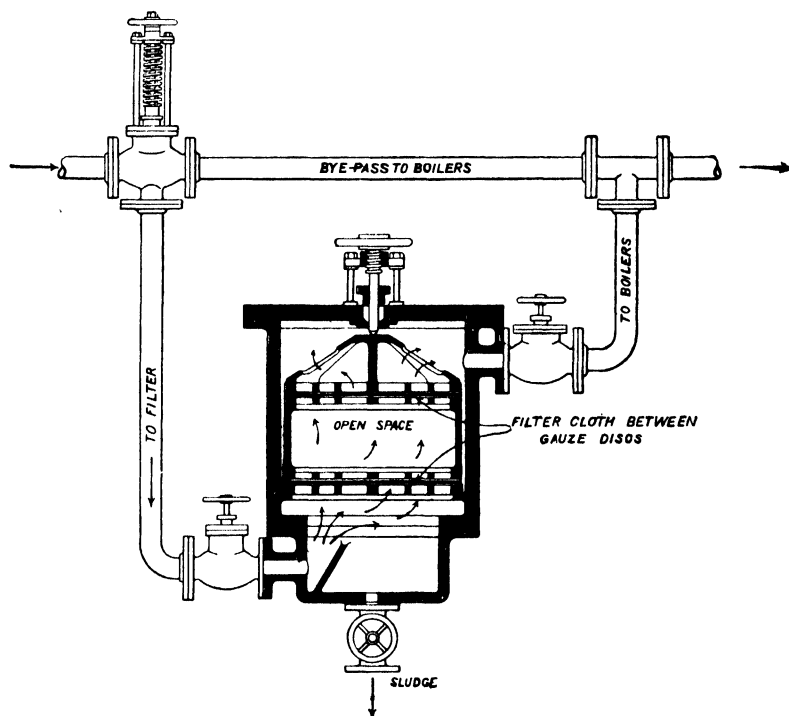 BYE-PASS TO BOILERS
TO BOILERS
TO FILTER
OPEN SPACE
FILTER CLOTH BETWEEN
GAUZE DISOS
SLUDGE